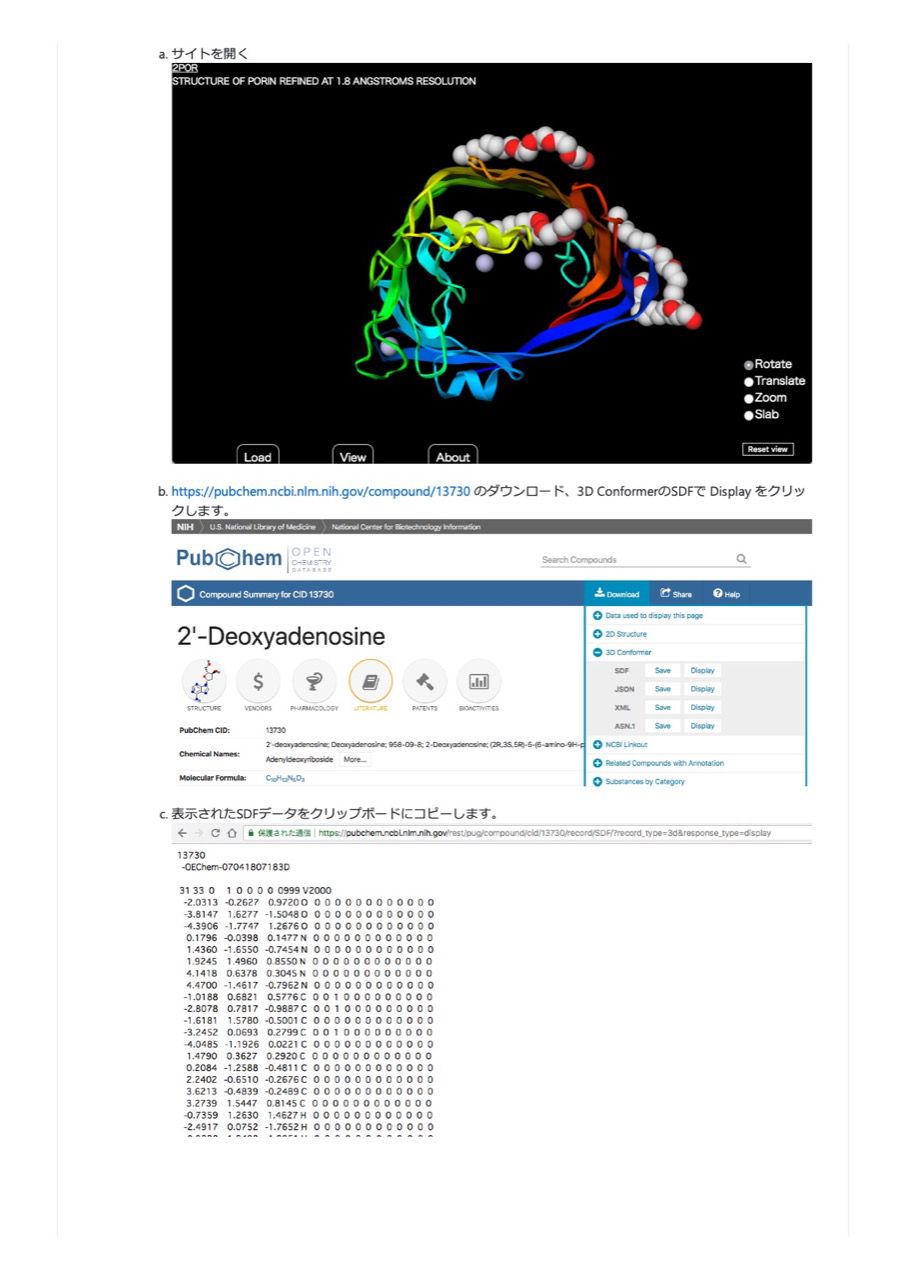 a. サイトを開く
2POR
STRUCTURE OF PORIN REFINED AT 1.8 ANGSTROMS RESOLUTION
Rotate
Translate
Zoom
Slab
Reset view
Load View About
b. https://pubchem.ncbi.nlm.nih.gov/compound/13730 のダウンロード、3D ConformerのSDFで Display をクリッ
クします。
NIH U.S. National Library of Medicine National Center for Biotechnology Information
PubChem OPEN CHEMISTRY DATABASE
Search Compounds
Compound Summary for CID 13730
Download Share Help
Data used to display this page
2D Structure
3D Conformer
SDF Save Display
JSON Save Display
XML Save Display
ASN.1 Save Display
NCBI Linkout
Related Compounds with Annotation
Substances by Category
2'-Deoxyadenosine
STRUCTURE VENDORS PHARMACOLOGY LITERATURE PATENTS BIOACTIVITIES
PubChem CID: 13730
Chemical Names: 2'-deoxyadenosine; Deoxyadenosine; 958-09-8; 2-Deoxyadenosine; (2R,3S,5R)-5-(6-amino-9H-p
Adenyldeoxyriboside More...
Molecular Formula: C10H13N5O3
c. 表示されたSDFデータをクリップボードにコピーします。
保護された通信 | https://pubchem.ncbi.nlm.nih.gov/rest/pug/compound/cid/13730/record/SDF/?record_type=3d&response_type=display
13730
-OEChem-07041807183D
31 33 0 1 0 0 0 0 0999 V2000
-2.0313 -0.2627 0.9720 O 0 0 0 0 0 0 0 0 0 0 0 0
-3.8147 1.6277 -1.5048 O 0 0 0 0 0 0 0 0 0 0 0 0
-4.3906 -1.7747 1.2676 O 0 0 0 0 0 0 0 0 0 0 0 0
0.1796 -0.0398 0.1477 N 0 0 0 0 0 0 0 0 0 0 0 0
1.4360 -1.6550 -0.7454 N 0 0 0 0 0 0 0 0 0 0 0 0
1.9245 1.4960 0.8550 N 0 0 0 0 0 0 0 0 0 0 0 0
4.1418 0.6378 0.3045 N 0 0 0 0 0 0 0 0 0 0 0 0
4.4700 -1.4617 -0.7962 N 0 0 0 0 0 0 0 0 0 0 0 0
-1.0188 0.6821 0.5776 C 0 0 1 0 0 0 0 0 0 0 0 0
-2.8078 0.7817 -0.9887 C 0 0 1 0 0 0 0 0 0 0 0 0
-1.6181 1.5780 -0.5001 C 0 0 0 0 0 0 0 0 0 0 0 0
-3.2452 0.0693 0.2799 C 0 0 1 0 0 0 0 0 0 0 0 0
-4.0485 -1.1926 0.0221 C 0 0 0 0 0 0 0 0 0 0 0 0
1.4790 0.3627 0.2920 C 0 0 0 0 0 0 0 0 0 0 0 0
0.2084 -1.2588 -0.4811 C 0 0 0 0 0 0 0 0 0 0 0 0
2.2402 -0.6510 -0.2676 C 0 0 0 0 0 0 0 0 0 0 0 0
3.6213 -0.4839 -0.2489 C 0 0 0 0 0 0 0 0 0 0 0 0
3.2739 1.5447 0.8145 C 0 0 0 0 0 0 0 0 0 0 0 0
-0.7359 1.2630 1.4627 H 0 0 0 0 0 0 0 0 0 0 0 0
-2.4917 0.0752 -1.7652 H 0 0 0 0 0 0 0 0 0 0 0 0